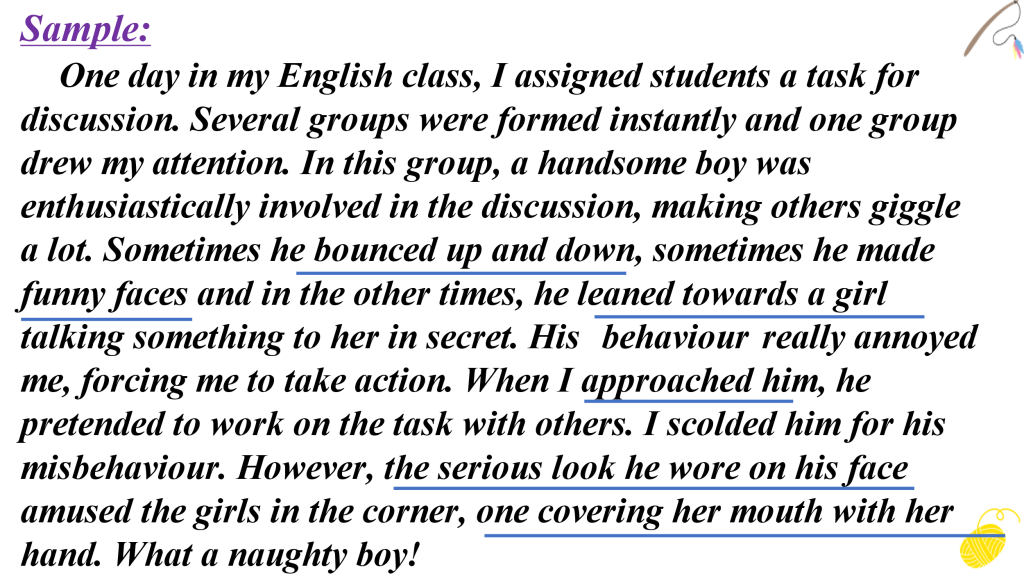 Sample:
One day in my English class, I assigned students a task for
discussion. Several groups were formed instantly and one group
drew my attention. In this group, a handsome boy was
enthusiastically involved in the discussion, making others giggle
a lot. Sometimes he bounced up and down, sometimes he made
funny faces and in the other times, he leaned towards a girl
talking something to her in secret. His behaviour really annoyed
me, forcing me to take action. When I approached him, he
pretended to work on the task with others. I scolded him for his
misbehaviour. However, the serious look he wore on his face
amused the girls in the corner, one covering her mouth with her
hand. What a naughty boy!